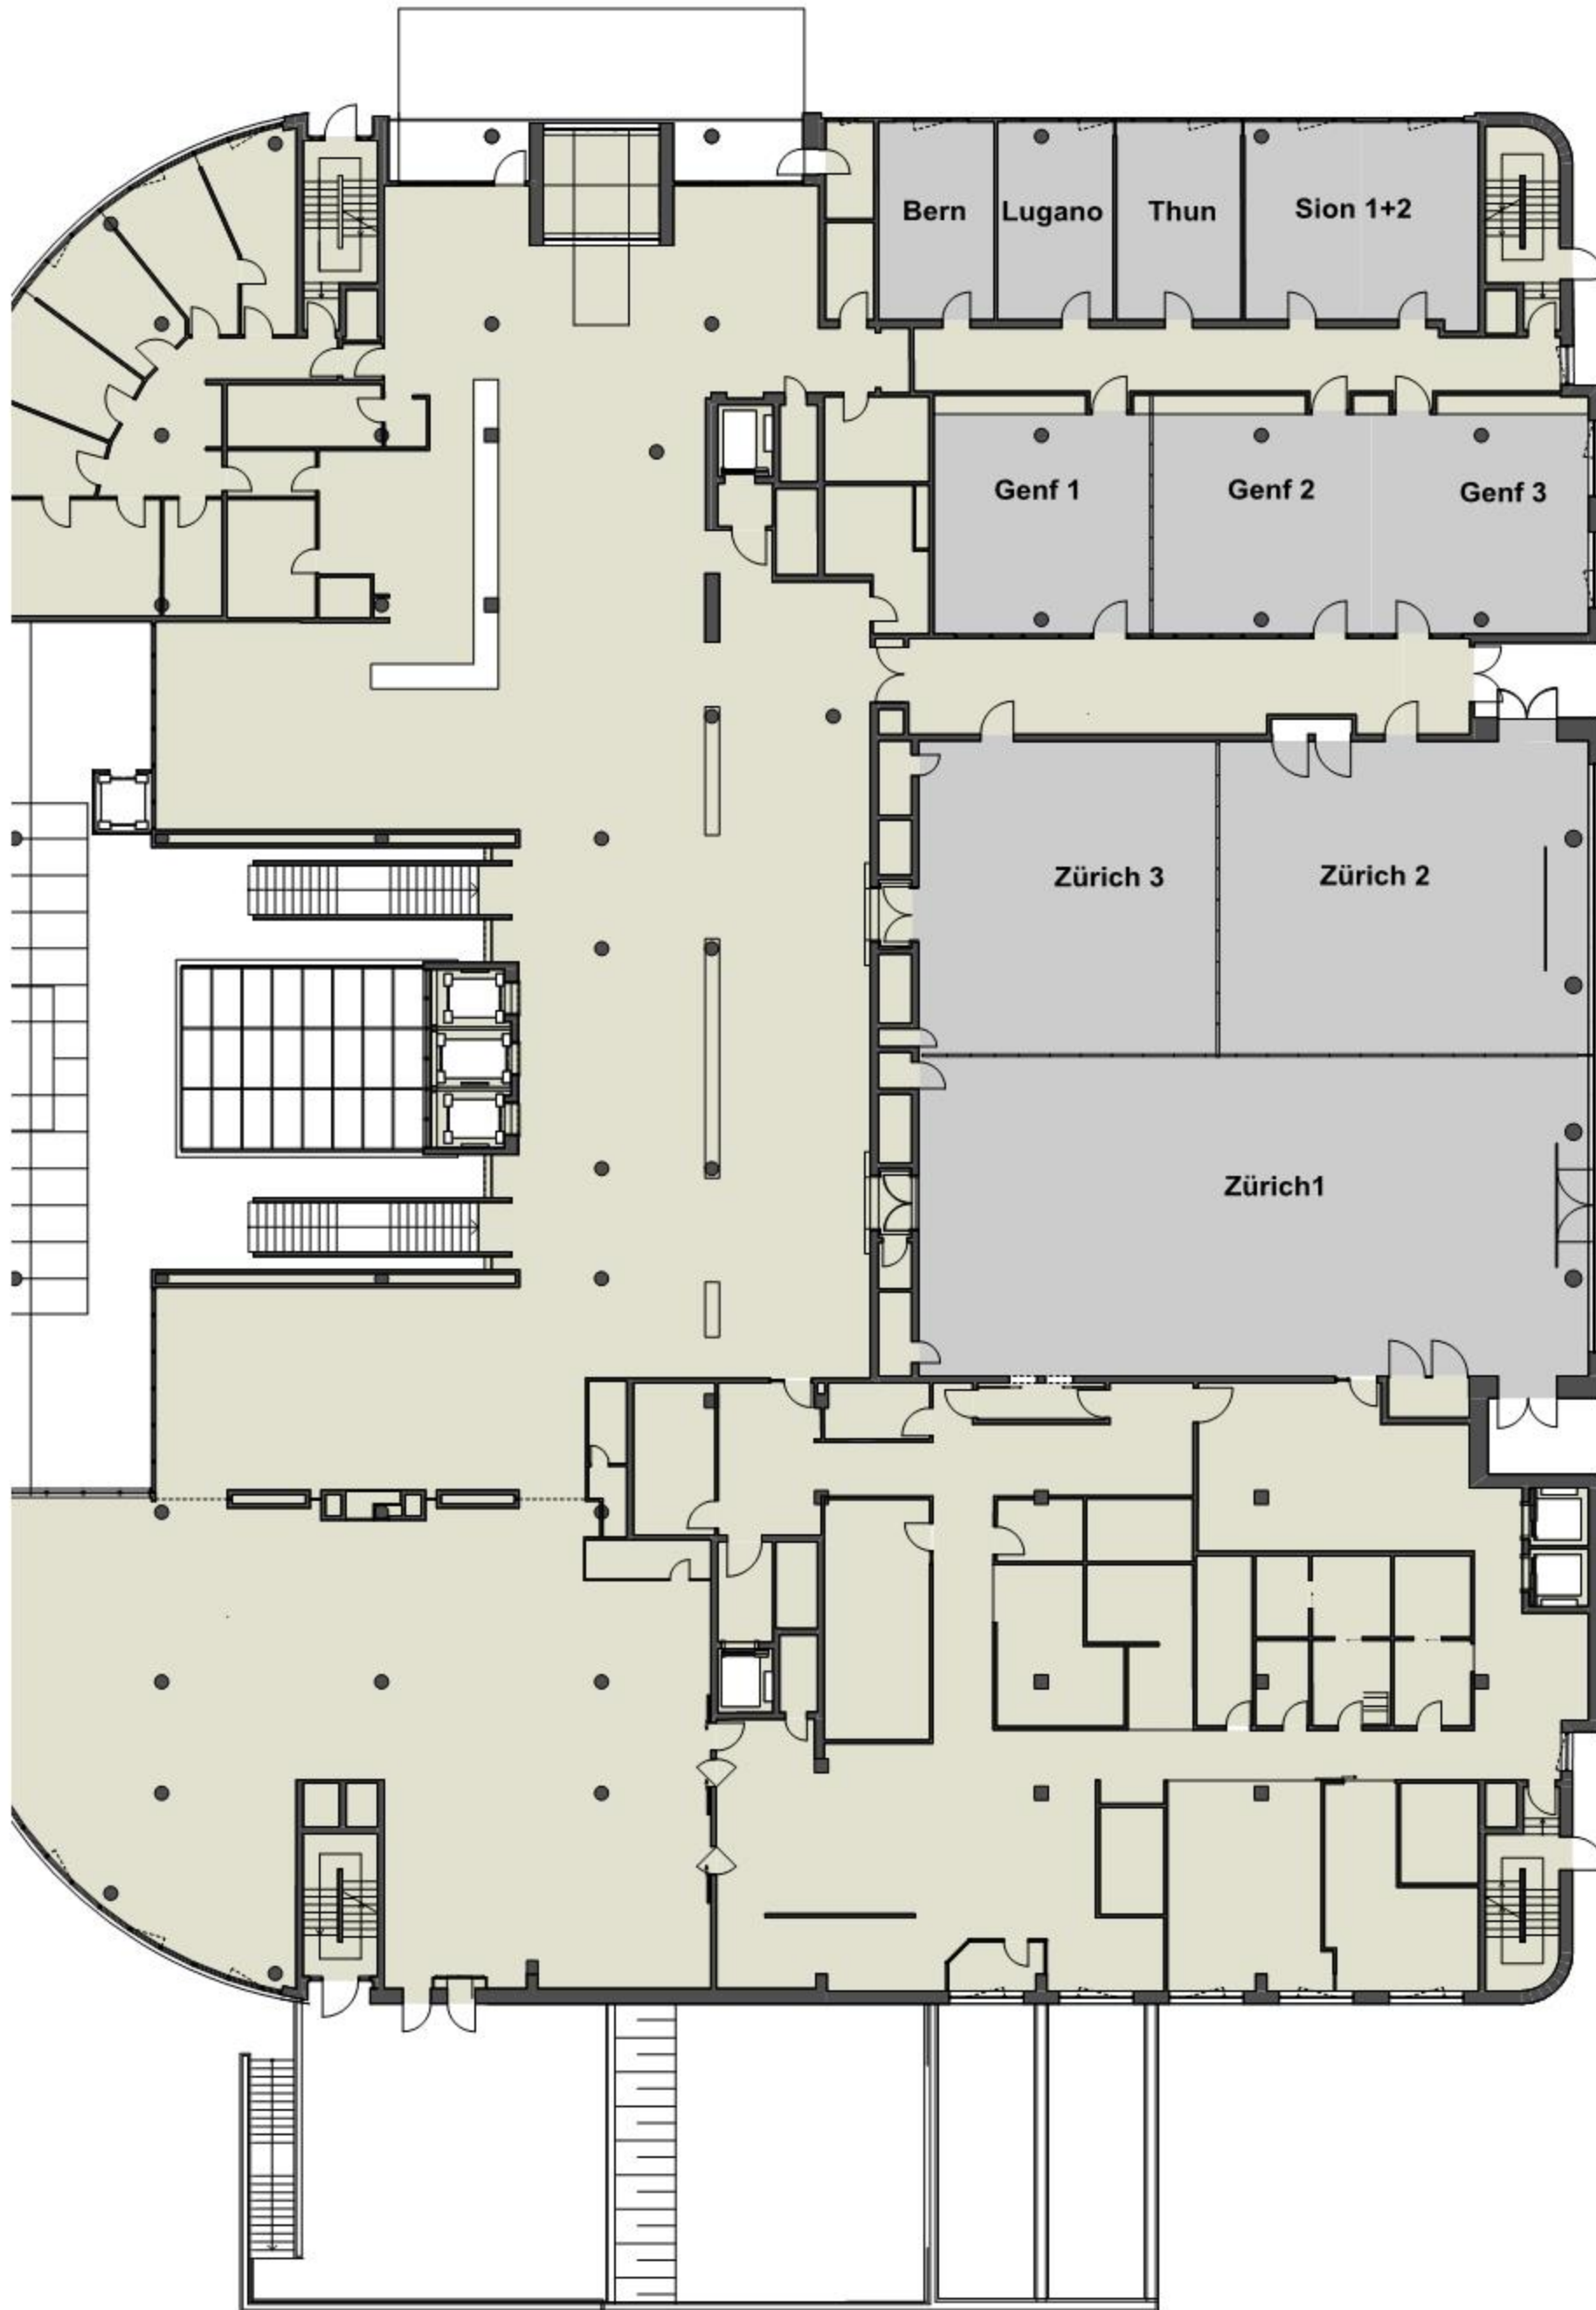 Bern
Lugano
Thun
Sion 1+2
Genf 1
Genf 2
Genf 3
Zürich 3
Zürich 2
Zürich1